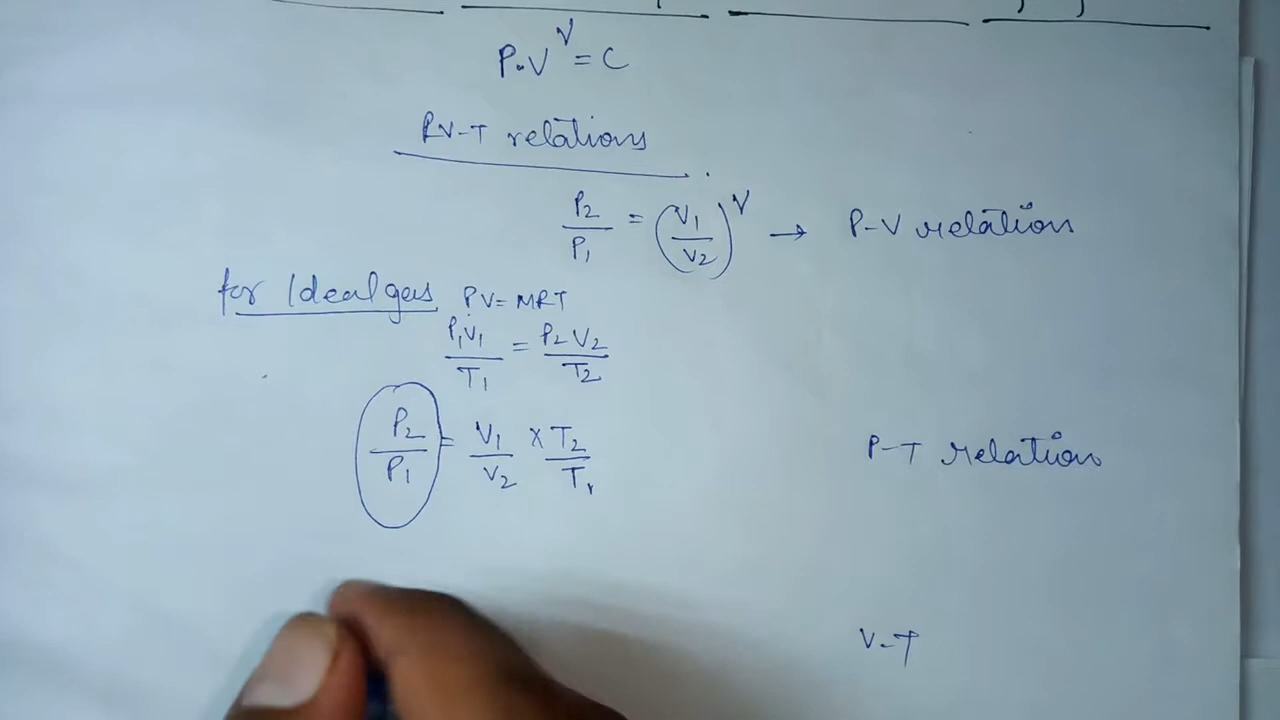 P.V^γ = C
PV-T relations
P2/P1 = (V1/V2)^γ → P-V relation
for Ideal gas PV = MRT
P1V1/T1 = P2V2/T2
P2/P1 = V1/V2 × T2/T1 P-T relation
V-T